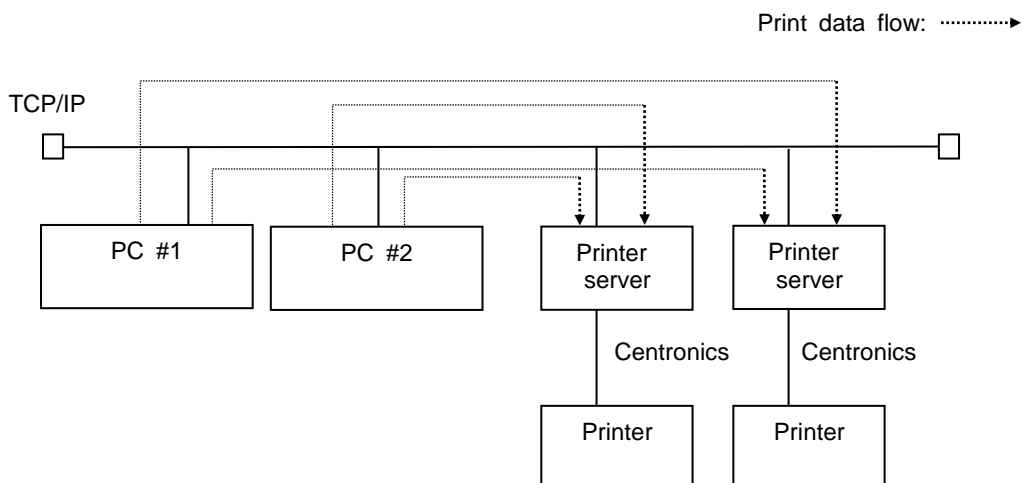 Print data flow:
TCP/IP
PC #1
PC #2
Printer
server
Printer
server
Centronics
Centronics
Printer
Printer